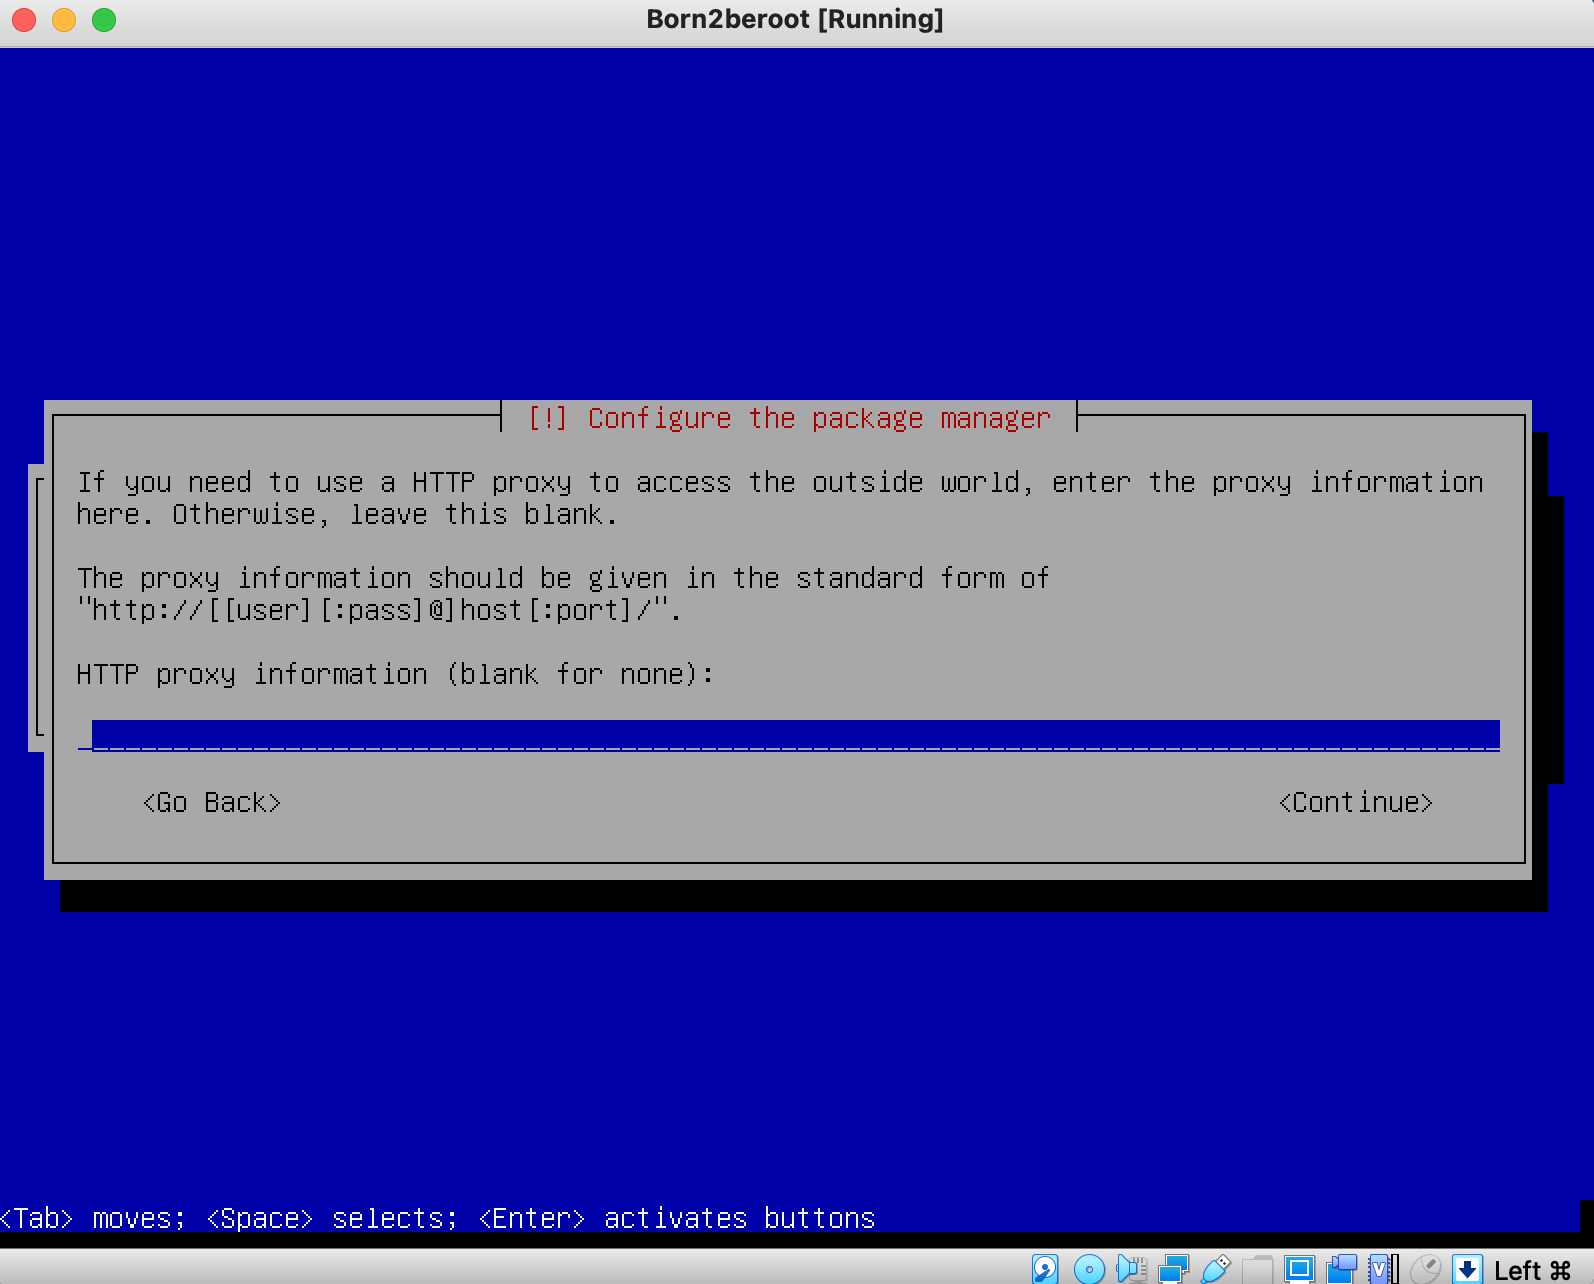 Born2beroot [Running]
[!] Configure the package manager
If you need to use a HTTP proxy to access the outside world, enter the proxy information
here. Otherwise, leave this blank.
The proxy information should be given in the standard form of
"http://[[user][:pass]@]host[:port]/".
HTTP proxy information (blank for none):
<Go Back>
<Continue>
<Tab> moves; <Space> selects; <Enter> activates buttons
Left ⌘